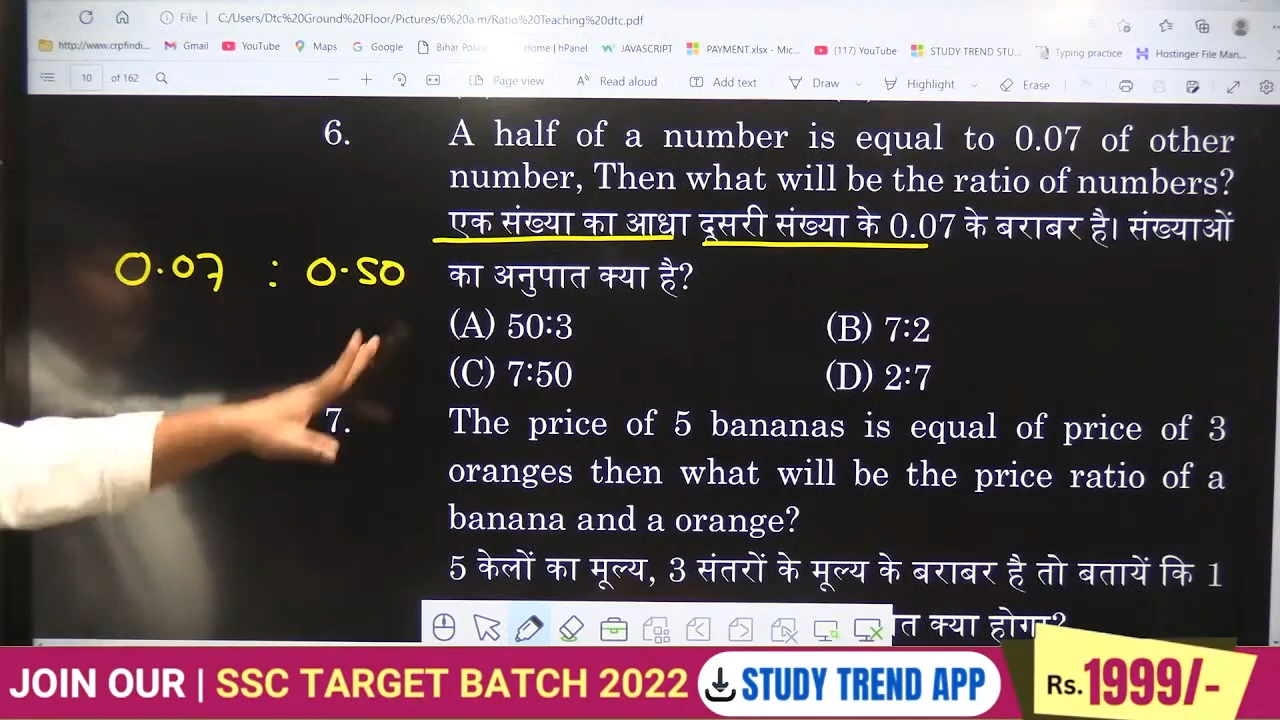 File C:/Users/Dtc%20Ground%20Floor/Pictures/6%20a.m/Ratio%20Teaching%20dtc.pdf
http://www.crpfindi... Gmail YouTube Maps Google Bihar Police Home | hPanel JAVASCRIPT PAYMENT.xlsx - Mic... (117) YouTube STUDY TREND STU... Typing practice Hostinger File Man...
10 of 162 Page view Read aloud Add text Draw Highlight Erase
6. A half of a number is equal to 0.07 of other
number, Then what will be the ratio of numbers?
एक संख्या का आधा दूसरी संख्या के 0.07 के बराबर है। संख्याओं
का अनुपात क्या है?
0.07 : 0.50
(A) 50:3 (B) 7:2
(C) 7:50 (D) 2:7
7. The price of 5 bananas is equal of price of 3
oranges then what will be the price ratio of a
banana and a orange?
5 केलों का मूल्य, 3 संतरों के मूल्य के बराबर है तो बतायें कि 1
क्या होगा?
JOIN OUR | SSC TARGET BATCH 2022 STUDY TREND APP Rs. 1999/-